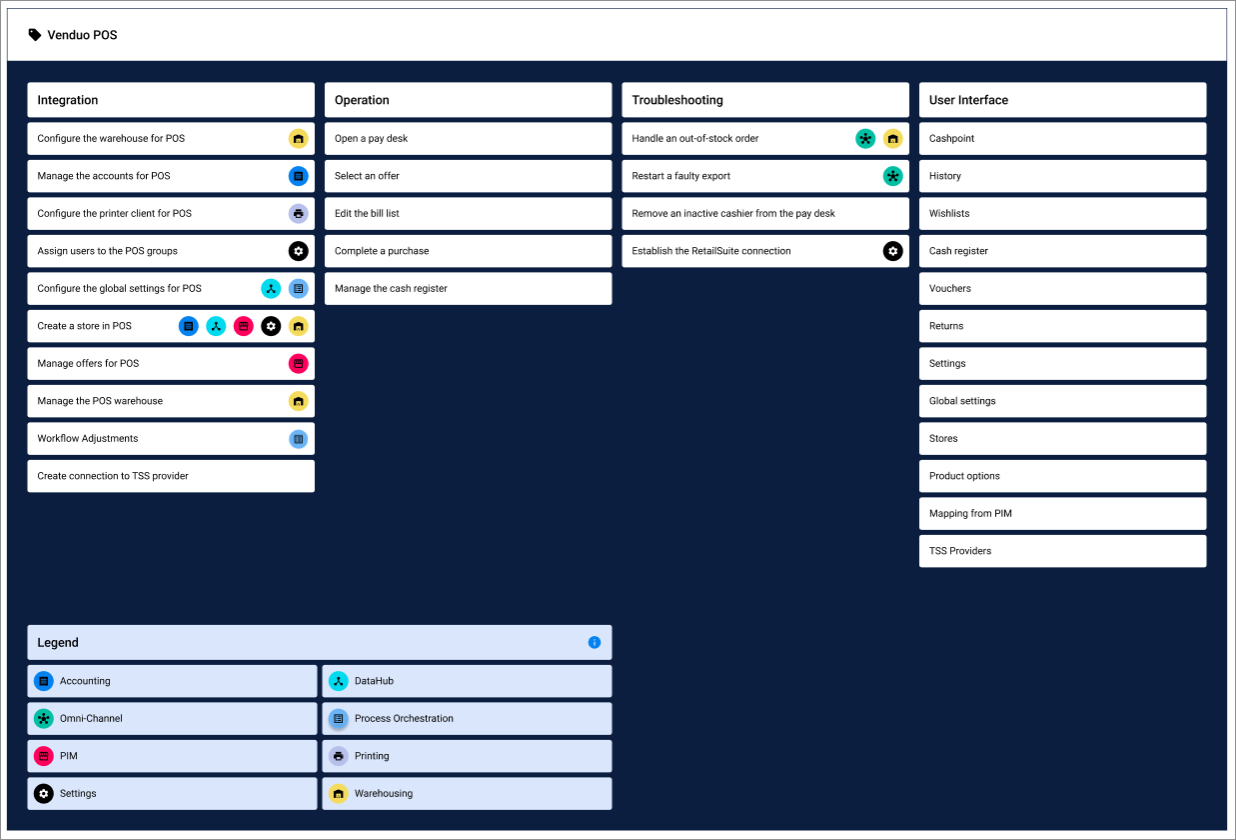 Venduo POS
Integration
Configure the warehouse for POS
Manage the accounts for POS
Configure the printer client for POS
Assign users to the POS groups
Configure the global settings for POS
Create a store in POS
Manage offers for POS
Manage the POS warehouse
Workflow Adjustments
Create connection to TSS provider
Operation
Open a pay desk
Select an offer
Edit the bill list
Complete a purchase
Manage the cash register
Troubleshooting
Handle an out-of-stock order
Restart a faulty export
Remove an inactive cashier from the pay desk
Establish the RetailSuite connection
User Interface
Cashpoint
History
Wishlists
Cash register
Vouchers
Returns
Settings
Global settings
Stores
Product options
Mapping from PIM
TSS Providers
Legend
Accounting
Omni-Channel
PIM
Settings
DataHub
Process Orchestration
Printing
Warehousing